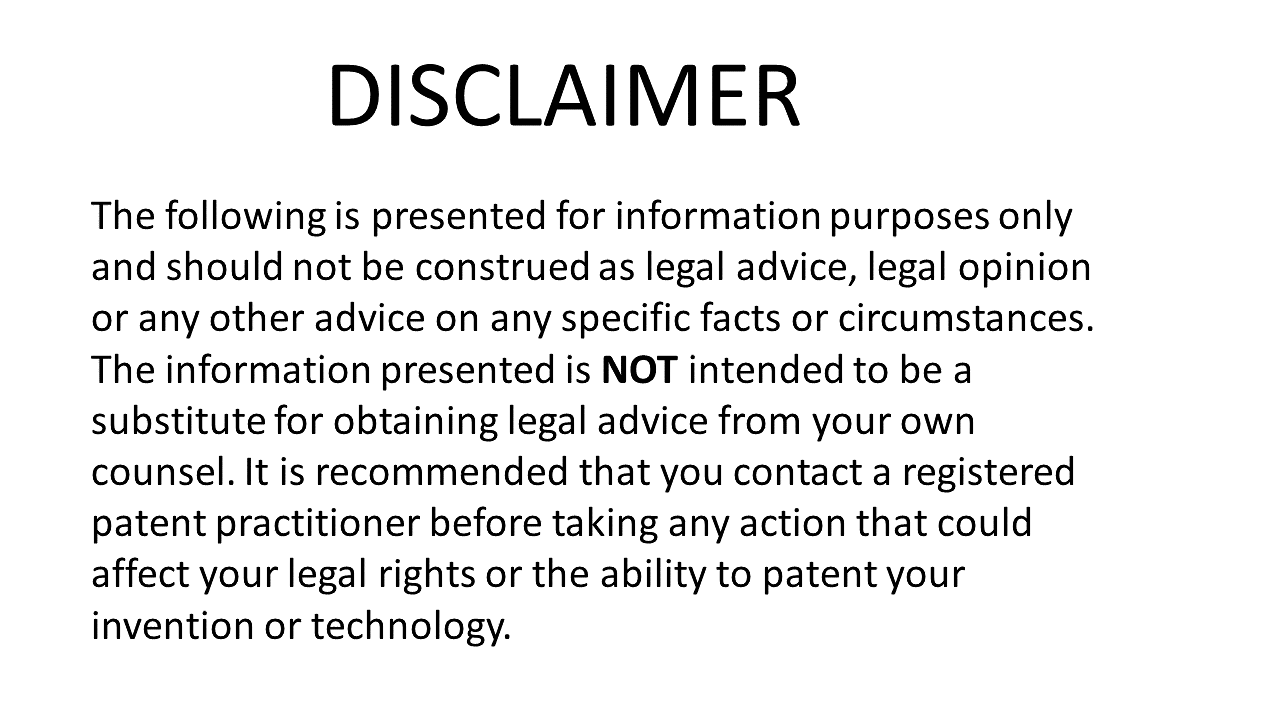 DISCLAIMER
The following is presented for information purposes only
and should not be construed as legal advice, legal opinion
or any other advice on any specific facts or circumstances.
The information presented is NOT intended to be a
substitute for obtaining legal advice from your own
counsel. It is recommended that you contact a registered
patent practitioner before taking any action that could
affect your legal rights or the ability to patent your
invention or technology.